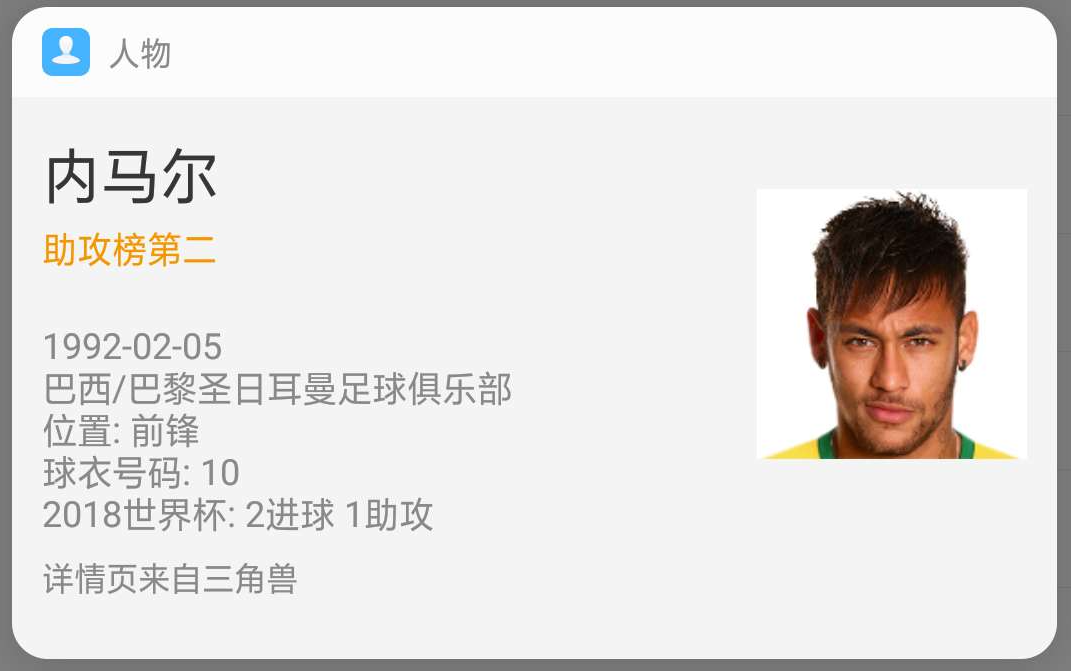 人物
内马尔
助攻榜第二
1992-02-05
巴西/巴黎圣日耳曼足球俱乐部
位置: 前锋
球衣号码: 10
2018世界杯: 2进球 1助攻
详情页来自三角兽